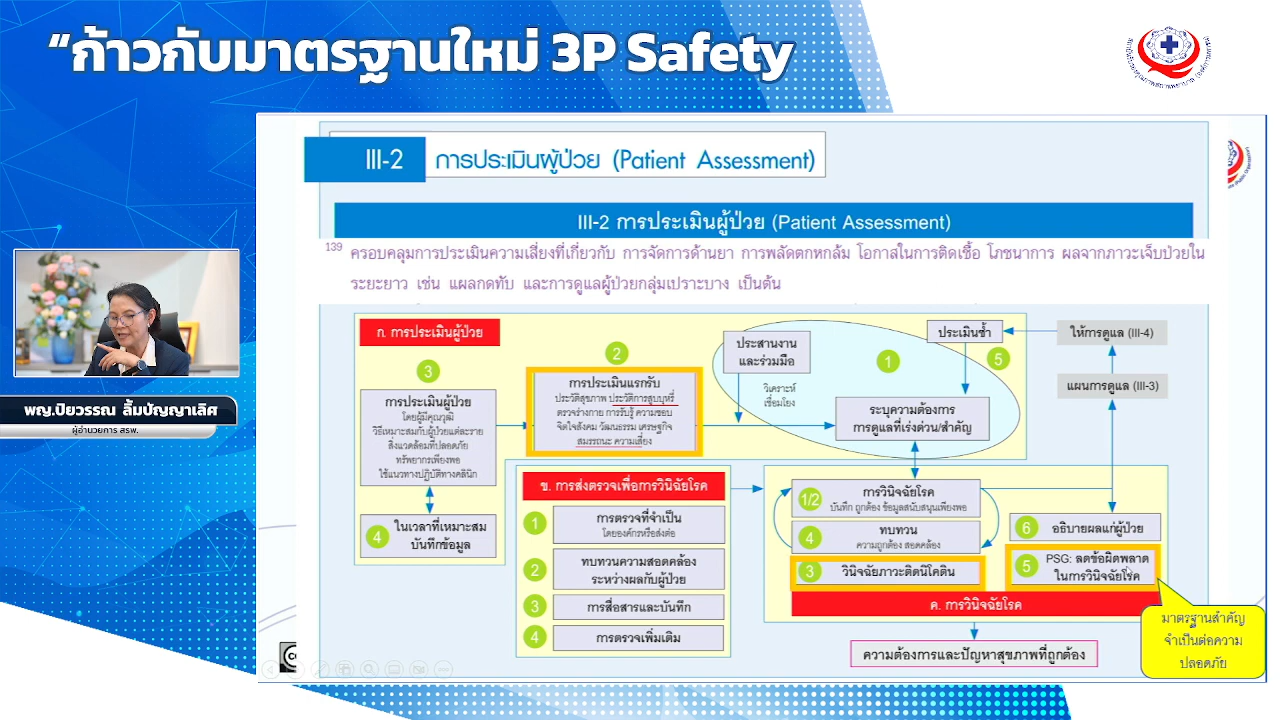 “ก้าวกับมาตรฐานใหม่ 3P Safety
III-2 การประเมินผู้ป่วย (Patient Assessment)
III-2 การประเมินผู้ป่วย (Patient Assessment)
139 ครอบคลุมการประเมินความเสี่ยงที่เกี่ยวกับ การจัดการด้านยา การพลัดตกหกล้ม โอกาสในการติดเชื้อ โภชนาการ ผลจากภาวะเจ็บป่วยใน
ระยะยาว เช่น แผลกดทับ และการดูแลผู้ป่วยกลุ่มเปราะบาง เป็นต้น
ก. การประเมินผู้ป่วย
3
การประเมินผู้ป่วย
โดยผู้มีคุณวุฒิ
วิธีเหมาะสมกับผู้ป่วยแต่ละราย
สิ่งแวดล้อมที่ปลอดภัย
ทรัพยากรเพียงพอ
ใช้แนวทางปฏิบัติทางคลินิก
4
ในเวลาที่เหมาะสม
บันทึกข้อมูล
2
การประเมินแรกรับ
ประวัติสุขภาพ ประวัติการสูบบุหรี่
ตรวจร่างกาย การรับรู้ ความชอบ
จิตใจสังคม วัฒนธรรม เศรษฐกิจ
สมรรถนะ ความเสี่ยง
ประสานงาน
และร่วมมือ
วิเคราะห์
เชื่อมโยง
1
ประเมินซ้ำ
5
ระบุความต้องการ
การดูแลที่เร่งด่วน/สำคัญ
ให้การดูแล (III-4)
แผนการดูแล (III-3)
ข. การส่งตรวจเพื่อการวินิจฉัยโรค
1
การตรวจที่จำเป็น
โดยองค์กรหรือส่งต่อ
2
ทบทวนความสอดคล้อง
ระหว่างผลกับผู้ป่วย
3 การสื่อสารและบันทึก
4 การตรวจเพิ่มเติม
1/2
การวินิจฉัยโรค
บันทึก ถูกต้อง ข้อมูลสนับสนุนเพียงพอ
4
ทบทวน
ความถูกต้อง สอดคล้อง
3 วินิจฉัยภาวะติดนิโคติน
6 อธิบายผลแก่ผู้ป่วย
5
PSG: ลดข้อผิดพลาด
ในการวินิจฉัยโรค
ค. การวินิจฉัยโรค
ความต้องการและปัญหาสุขภาพที่ถูกต้อง
มาตรฐานสำคัญ
จำเป็นต่อความ
ปลอดภัย
พญ.ปิยวรรณ ลิ้มปัญญาเลิศ
ผู้อำนวยการ สรพ.